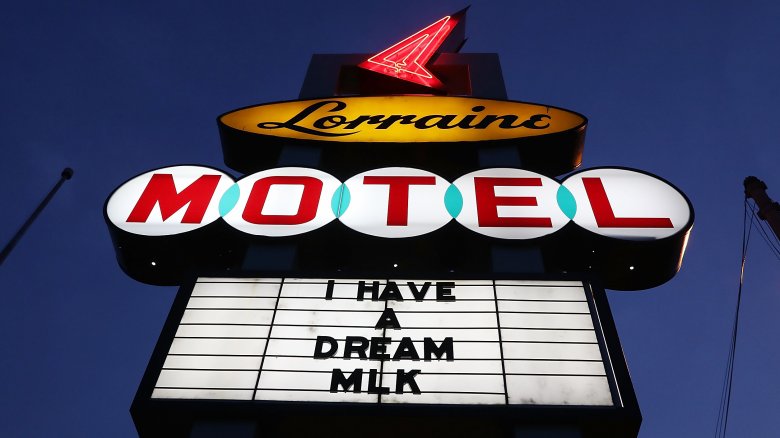 Lorraine
MOTEL
I HAVE
A
DREAM
MLK